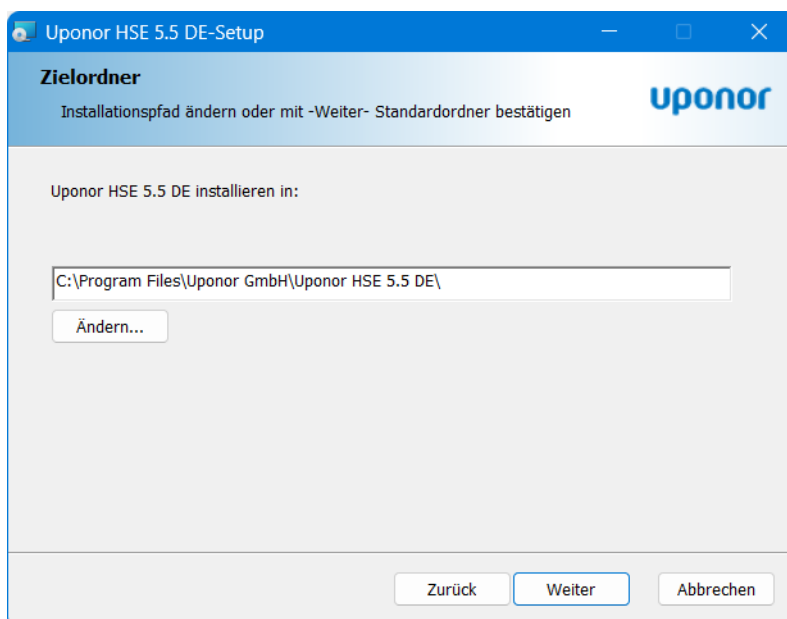 Uponor HSE 5.5 DE-Setup
Zielordner
Installationspfad ändern oder mit -Weiter- Standardordner bestätigen
uponor
Uponor HSE 5.5 DE installieren in:
C:\Program Files\Uponor GmbH\Uponor HSE 5.5 DE\
Ändern...
Zurück
Weiter
Abbrechen